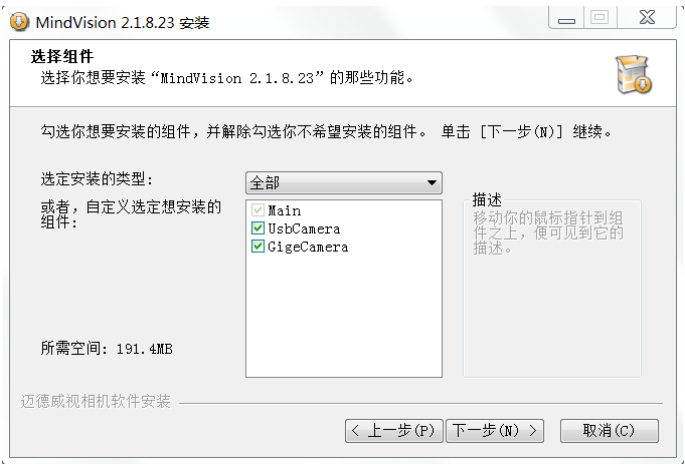 MindVision 2.1.8.23 安装
选择组件
选择你想要安装“MindVision 2.1.8.23”的那些功能。
勾选你想要安装的组件，并解除勾选你不希望安装的组件。 单击 [下一步(N)] 继续。
选定安装的类型:
全部
或者，自定义选定想安装的
组件:
Main
UsbCamera
GigeCamera
描述
移动你的鼠标指针到组
件之上，便可见到它的
描述。
所需空间: 191.4MB
迈德威视相机软件安装
< 上一步(P)
下一步(N) >
取消(C)